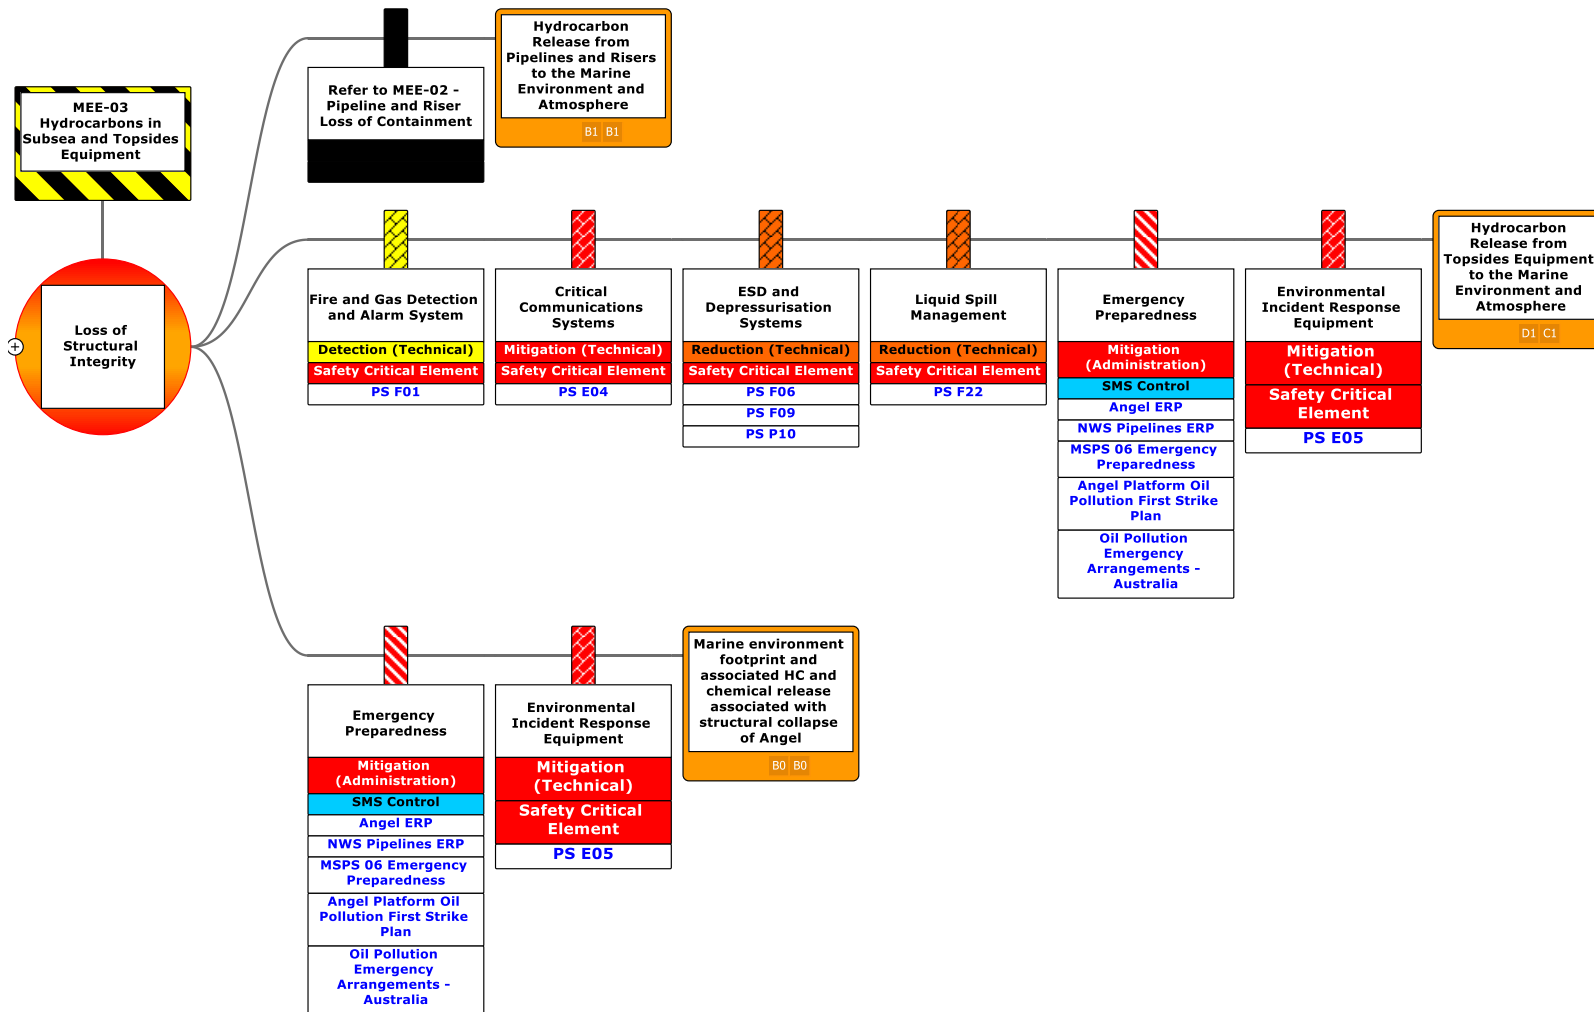 MEE-03
Hydrocarbons in
Subsea and Topsides
Equipment
Loss of
Structural
Integrity
Refer to MEE-02 -
Pipeline and Riser
Loss of Containment
Hydrocarbon
Release from
Pipelines and Risers
to the Marine
Environment and
Atmosphere
B1 B1
Fire and Gas Detection
and Alarm System
Detection (Technical)
Safety Critical Element
PS F01
Critical
Communications
Systems
Mitigation (Technical)
Safety Critical Element
PS E04
ESD and
Depressurisation
Systems
Reduction (Technical)
Safety Critical Element
PS F06
PS F09
PS P10
Liquid Spill
Management
Reduction (Technical)
Safety Critical Element
PS F22
Emergency
Preparedness
Mitigation
(Administration)
SMS Control
Angel ERP
NWS Pipelines ERP
MSPS 06 Emergency
Preparedness
Angel Platform Oil
Pollution First Strike
Plan
Oil Pollution
Emergency
Arrangements -
Australia
Environmental
Incident Response
Equipment
Mitigation
(Technical)
Safety Critical
Element
PS E05
Hydrocarbon
Release from
Topsides Equipment
to the Marine
Environment and
Atmosphere
D1 C1
Emergency
Preparedness
Mitigation
(Administration)
SMS Control
Angel ERP
NWS Pipelines ERP
MSPS 06 Emergency
Preparedness
Angel Platform Oil
Pollution First Strike
Plan
Oil Pollution
Emergency
Arrangements -
Australia
Environmental
Incident Response
Equipment
Mitigation
(Technical)
Safety Critical
Element
PS E05
Marine environment
footprint and
associated HC and
chemical release
associated with
structural collapse
of Angel
B0 B0